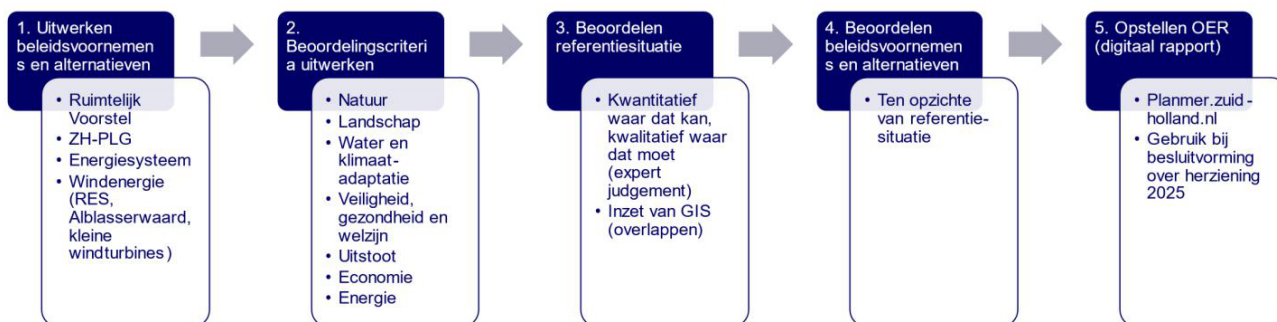 1. Uitwerken
beleidsvoornemen
s en alternatieven
• Ruimtelijk
Voorstel
• ZH-PLG
• Energiesysteem
• Windenergie
(RES,
Alblasserwaard,
kleine
windturbines)
2.
Beoordelingscriteri
a uitwerken
• Natuur
• Landschap
• Water en
klimaat-
adaptatie
• Veiligheid,
gezondheid en
welzijn
• Uitstoot
• Economie
• Energie
3. Beoordelen
referentiesituatie
• Kwantitatief
waar dat kan,
kwalitatief waar
dat moet
(expert
judgement)
• Inzet van GIS
(overlappen)
4. Beoordelen
beleidsvoornemen
s en alternatieven
• Ten opzichte
van referentie-
situatie
5. Opstellen OER
(digitaal rapport)
• Planmer.zuid-
holland.nl
• Gebruik bij
besluitvorming
over herziening
2025